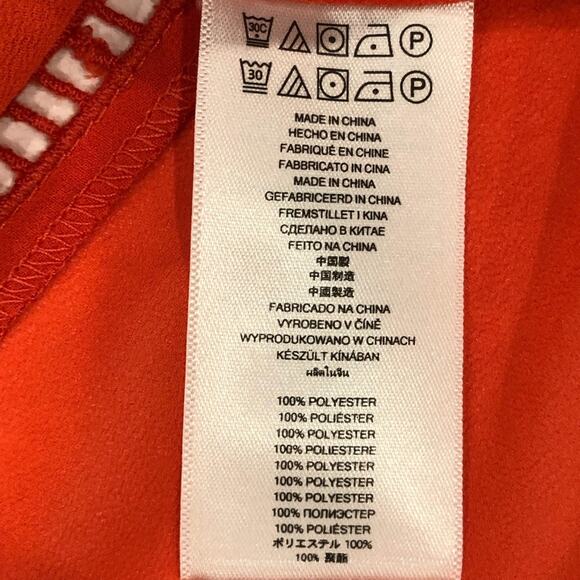 30C P
30 P
MADE IN CHINA
HECHO EN CHINA
FABRIQUÉ EN CHINE
FABBRICATO IN CINA
MADE IN CHINA
GEFABRICEERD IN CHINA
FREMSTILLET I KINA
СДЕЛАНО В КИТАЕ
FEITO NA CHINA
中国製
中国制造
中國製造
FABRICADO NA CHINA
VYROBENO V ČÍNĚ
WYPRODUKOWANO W CHINACH
KÉSZÜLT KÍNÁBAN
ผลิตในจีน
100% POLYESTER
100% POLIÉSTER
100% POLYESTER
100% POLIESTERE
100% POLYESTER
100% POLYESTER
100% POLYESTER
100% ПОЛИЭСТЕР
100% POLIÉSTER
ポリエステル 100%
100% 聚酯